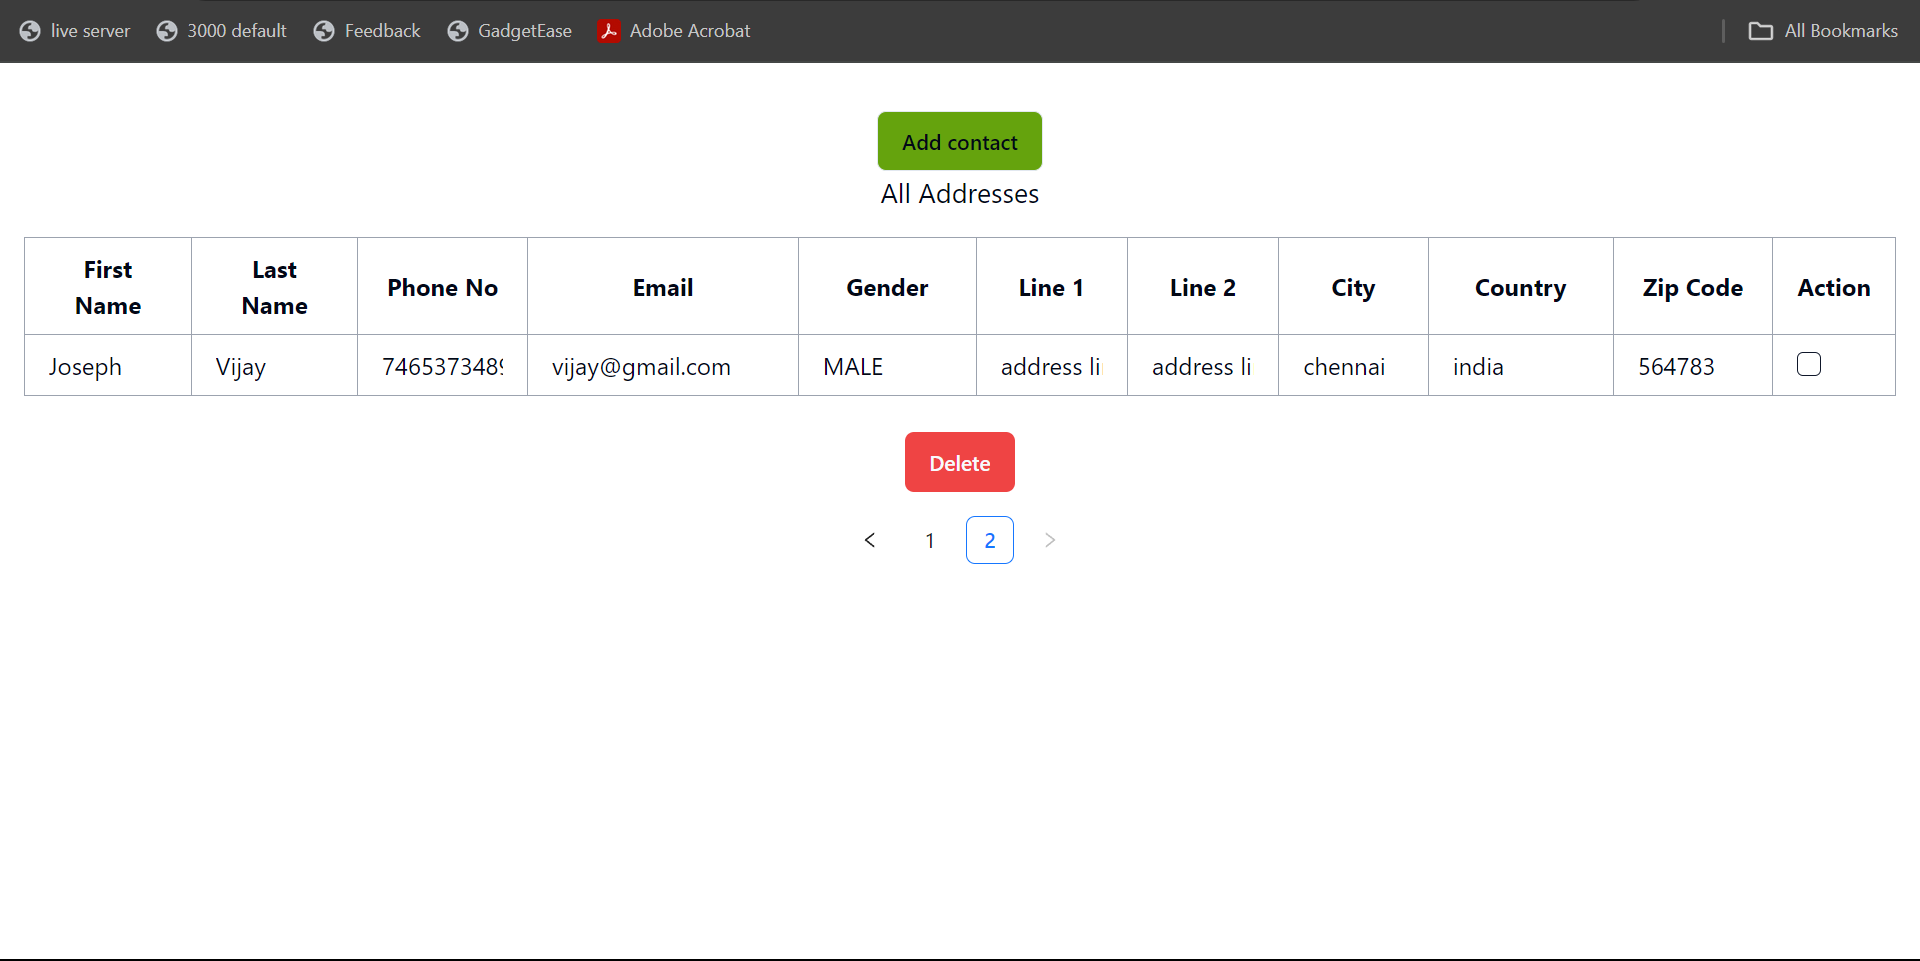 live server 3000 default Feedback GadgetEase Adobe Acrobat All Bookmarks
Add contact
All Addresses
First Name Last Name Phone No Email Gender Line 1 Line 2 City Country Zip Code Action
Joseph Vijay 746537348 vijay@gmail.com MALE address li address li chennai india 564783
Delete
< 1 2 >